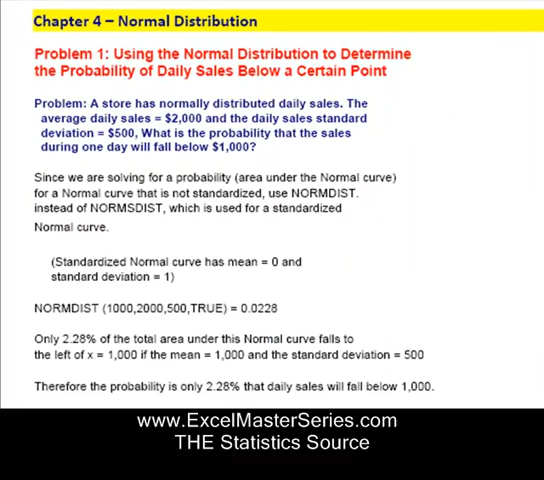 Chapter 4 – Normal Distribution
Problem 1: Using the Normal Distribution to Determine
the Probability of Daily Sales Below a Certain Point
Problem: A store has normally distributed daily sales. The
average daily sales = $2,000 and the daily sales standard
deviation = $500, What is the probability that the sales
during one day will fall below $1,000?
Since we are solving for a probability (area under the Normal curve)
for a Normal curve that is not standardized, use NORMDIST.
instead of NORMSDIST, which is used for a standardized
Normal curve.
(Standardized Normal curve has mean = 0 and
standard deviation = 1)
NORMDIST (1000,2000,500,TRUE) = 0.0228
Only 2.28% of the total area under this Normal curve falls to
the left of x = 1,000 if the mean = 1,000 and the standard deviation = 500
Therefore the probability is only 2.28% that daily sales will fall below 1,000.
www.ExcelMasterSeries.com
THE Statistics Source